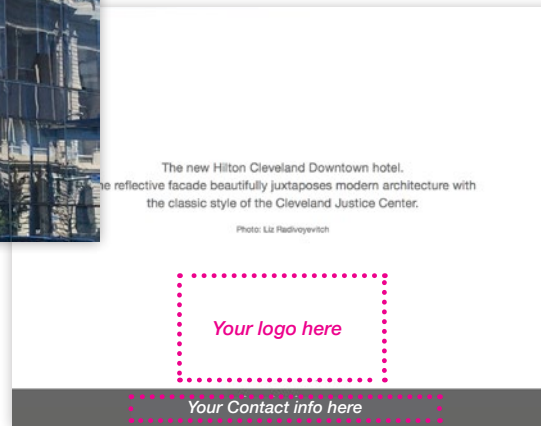 The new Hilton Cleveland Downtown hotel.
he reflective facade beautifully juxtaposes modern architecture with
the classic style of the Cleveland Justice Center.
Photo: Liz Radivoyevitch
Your logo here
Your Contact info here